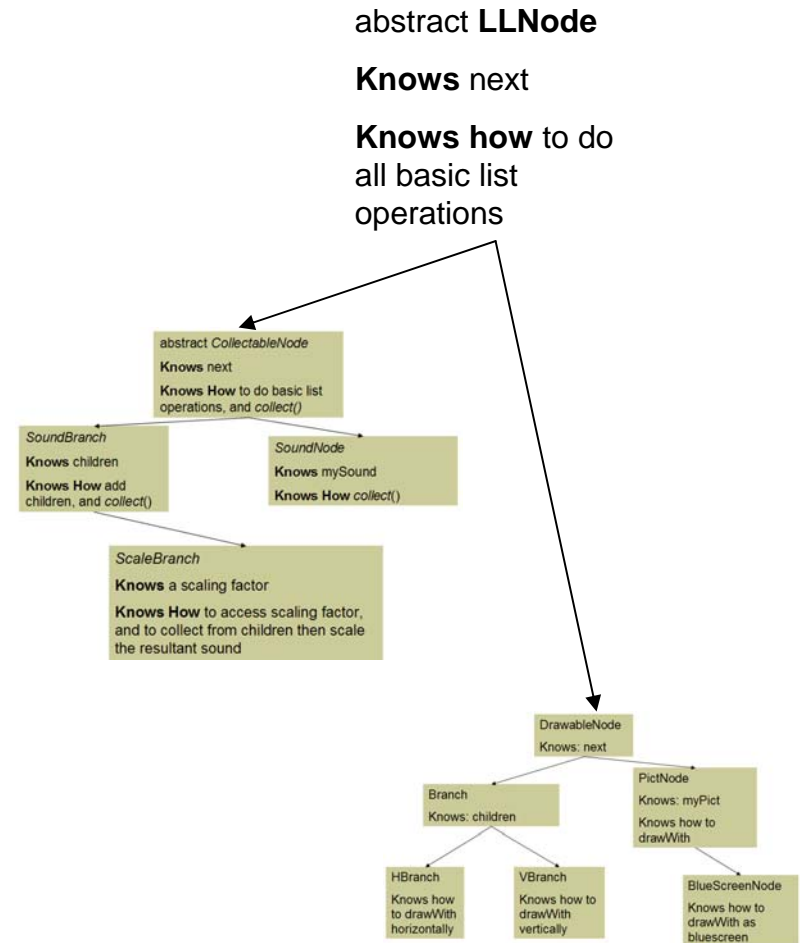 abstract LLNode
Knows next
Knows how to do
all basic list
operations
abstract CollectableNode
Knows next
Knows How to do basic list
operations, and collect()
SoundBranch
Knows children
Knows How add
children, and collect()
SoundNode
Knows mySound
Knows How collect()
ScaleBranch
Knows a scaling factor
Knows How to access scaling factor,
and to collect from children then scale
the resultant sound
DrawableNode
Knows: next
Branch
Knows: children
PictNode
Knows: myPict
Knows how to
drawWith
HBranch
Knows how
to drawWith
horizontally
VBranch
Knows how to
drawWith
vertically
BlueScreenNode
Knows how to
drawWith as
bluescreen